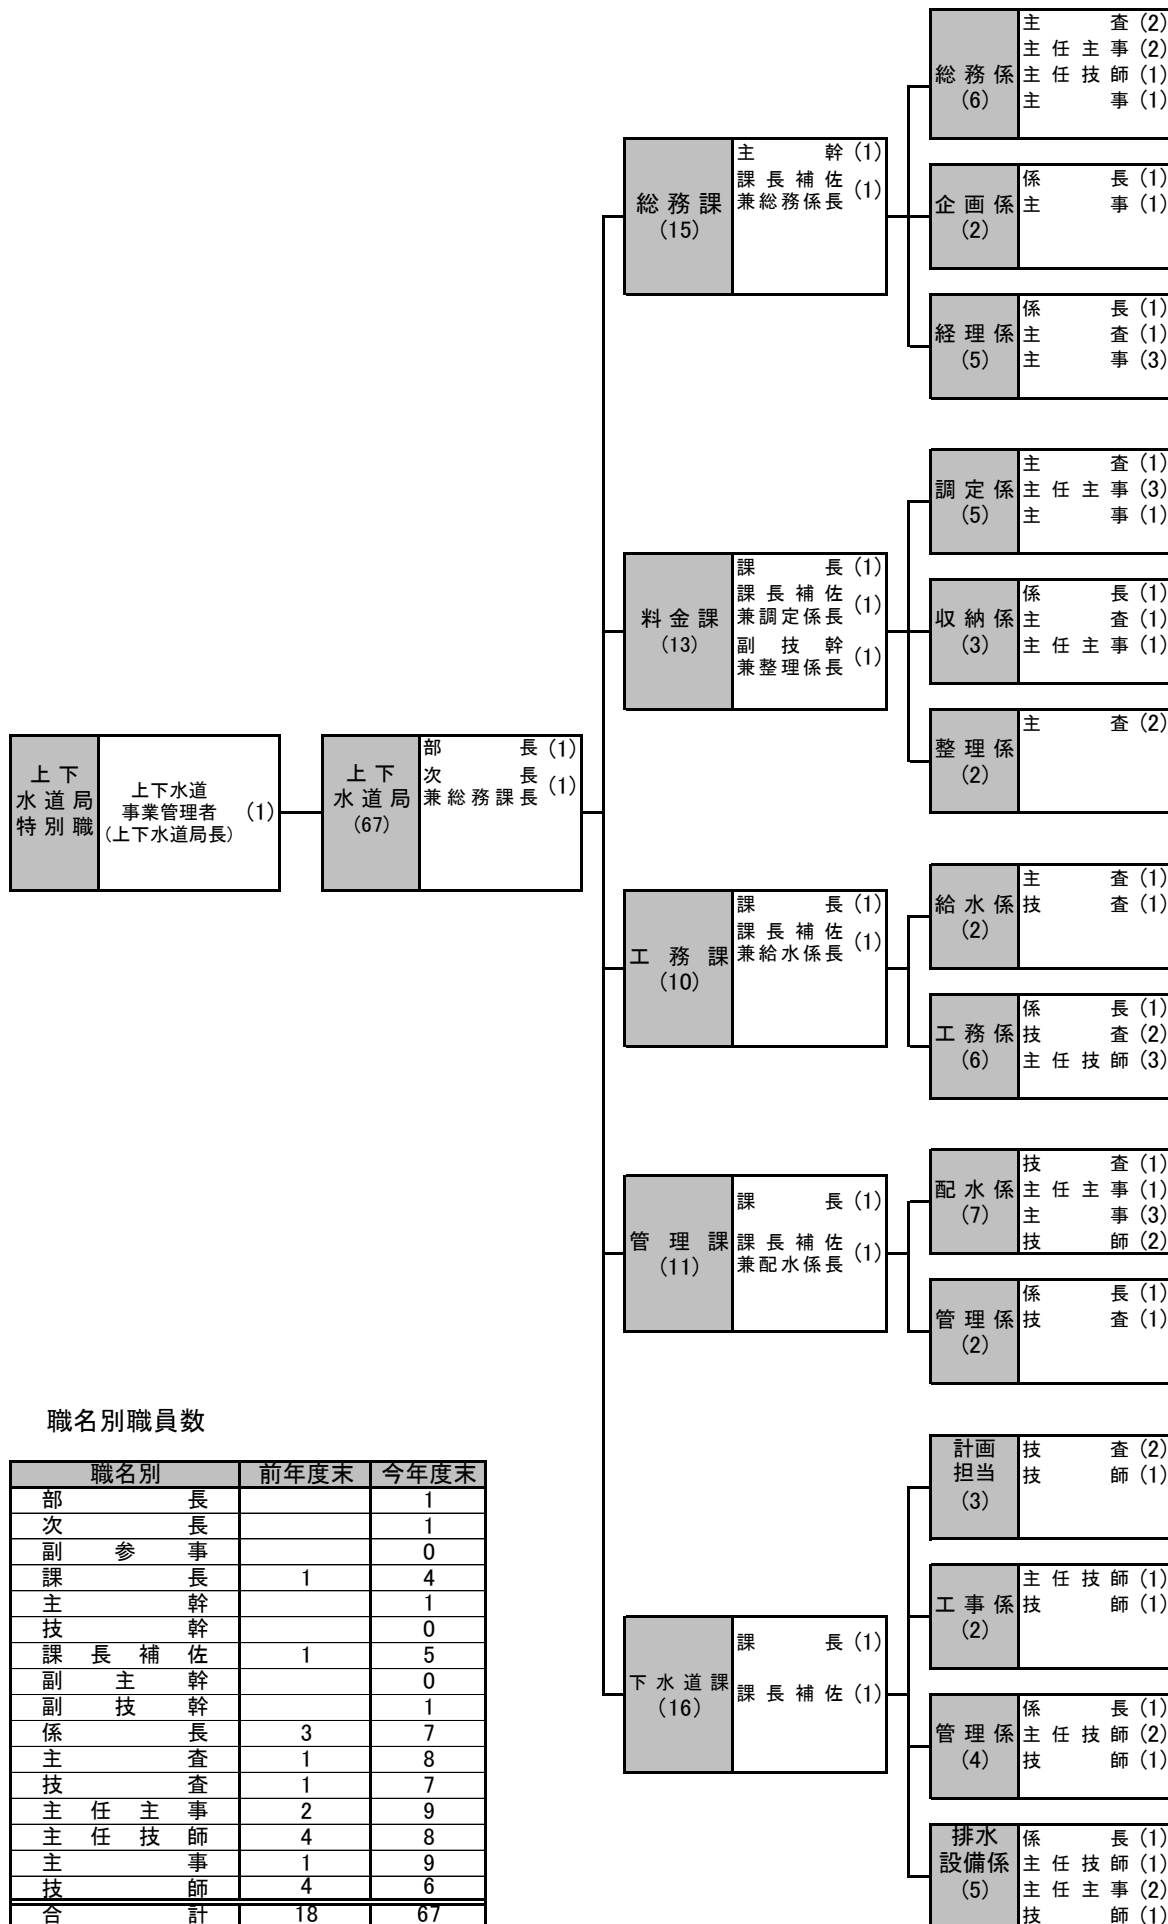 上下
水道局
特別職
上下水道
事業管理者 (1)
(上下水道局長)
上下
水道局
(67)
部長 (1)
次長
兼総務課長 (1)
総務課
(15)
主幹 (1)
課長補佐
兼総務係長 (1)
総務係
(6)
主査 (2)
主任主事 (2)
主任技師 (1)
主事 (1)
企画係
(2)
係長 (1)
主事 (1)
経理係
(5)
係長 (1)
主査 (1)
主事 (3)
料金課
(13)
課長 (1)
課長補佐
兼調定係長 (1)
副技幹
兼整理係長 (1)
調定係
(5)
主査 (1)
主任主事 (3)
主事 (1)
収納係
(3)
係長 (1)
主査 (1)
主任主事 (1)
整理係
(2)
主査 (2)
工務課
(10)
課長 (1)
課長補佐
兼給水係長 (1)
給水係
(2)
主査 (1)
技査 (1)
工務係
(6)
係長 (1)
技査 (2)
主任技師 (3)
管理課
(11)
課長 (1)
課長補佐
兼配水係長 (1)
配水係
(7)
技査 (1)
主任主事 (1)
主事 (3)
技師 (2)
管理係
(2)
係長 (1)
技査 (1)
下水道課
(16)
課長 (1)
課長補佐 (1)
計画
担当
(3)
技査 (2)
技師 (1)
工事係
(2)
主任技師 (1)
技師 (1)
管理係
(4)
係長 (1)
主任技師 (2)
技師 (1)
排水
設備係
(5)
係長 (1)
主任技師 (1)
主任主事 (2)
技師 (1)
職名別職員数
職名別 前年度末 今年度末
部長 1
次長 1
副参事 0
課長 1 4
主幹 1
技幹 0
課長補佐 1 5
副主幹 0
副技幹 1
係長 3 7
主査 1 8
技査 1 7
主任主事 2 9
主任技師 4 8
主事 1 9
技師 4 6
合計 18 67